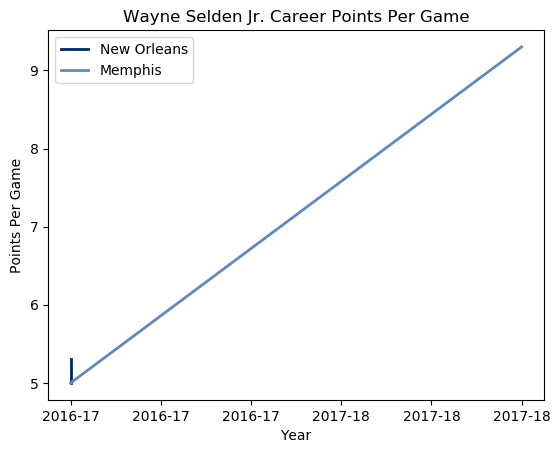 Wayne Selden Jr. Career Points Per Game
New Orleans
Memphis
Points Per Game
9
8
7
6
5
2016-17 2016-17 2016-17 2017-18 2017-18 2017-18
Year